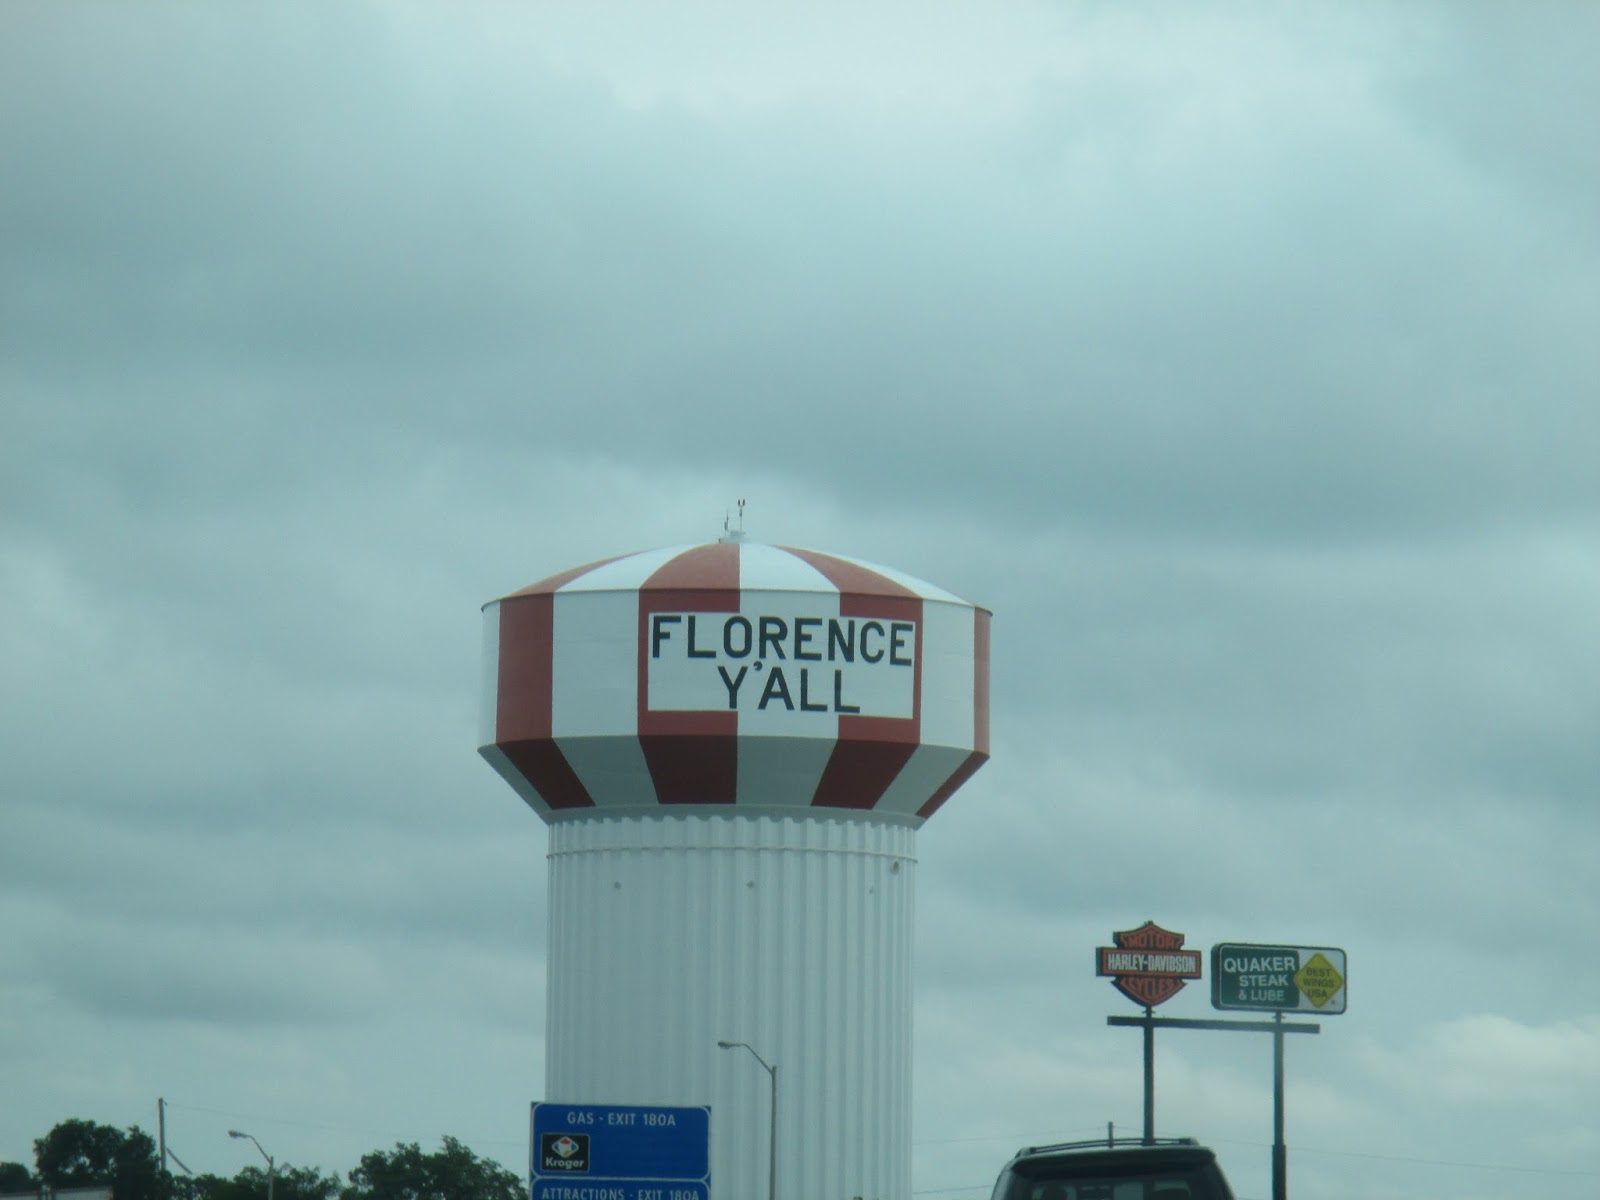 FLORENCE
Y'ALL
MOTOR
HARLEY-DAVIDSON
CYCLES
QUAKER
STEAK
& LUBE
BEST
WINGS
USA
GAS - EXIT 180A
Kroger
ATTRACTIONS - EXIT 180A